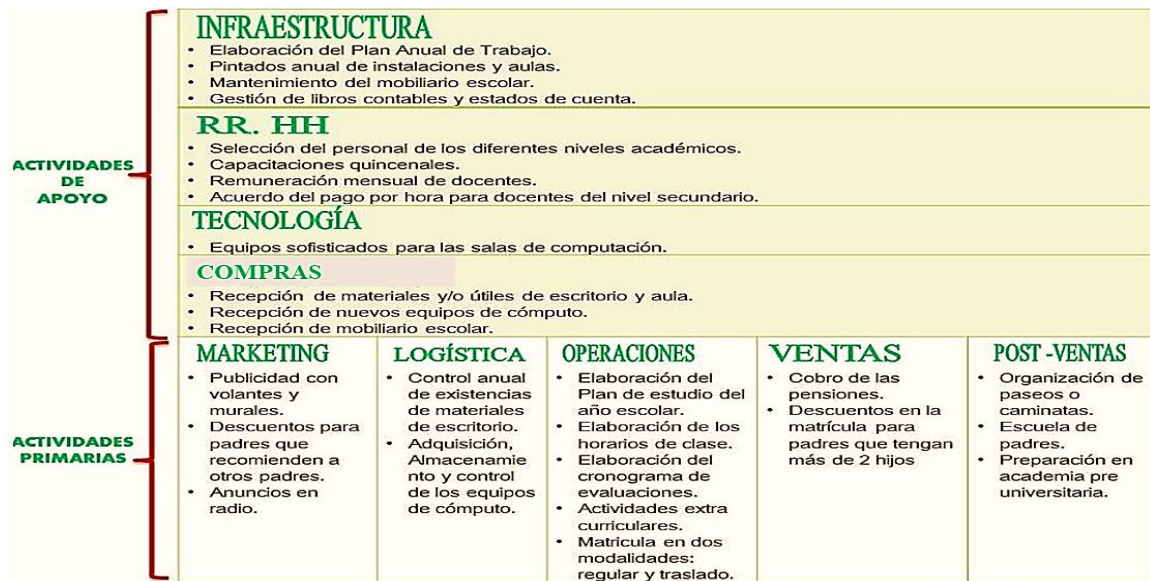 INFRAESTRUCTURA
• Elaboración del Plan Anual de Trabajo.
• Pintados anual de instalaciones y aulas.
• Mantenimiento del mobiliario escolar.
• Gestión de libros contables y estados de cuenta.
RR. HH
• Selección del personal de los diferentes niveles académicos.
• Capacitaciones quincenales.
• Remuneración mensual de docentes.
• Acuerdo del pago por hora para docentes del nivel secundario.
ACTIVIDADES
DE
APOYO
TECNOLOGÍA
• Equipos sofisticados para las salas de computación.
COMPRAS
• Recepción de materiales y/o útiles de escritorio y aula.
• Recepción de nuevos equipos de cómputo.
• Recepción de mobiliario escolar.
ACTIVIDADES
PRIMARIAS
MARKETING
• Publicidad con
volantes y
murales.
• Descuentos para
padres que
recomienden a
otros padres.
• Anuncios en
radio.
LOGÍSTICA
• Control anual
de existencias
de materiales
de escritorio.
• Adquisición,
Almacenamie
nto y control
de los equipos
de cómputo.
OPERACIONES
• Elaboración del
Plan de estudio del
año escolar.
• Elaboración de los
horarios de clase.
• Elaboración del
cronograma de
evaluaciones.
• Actividades extra
curriculares.
• Matricula en dos
modalidades:
regular y traslado.
VENTAS
• Cobro de las
pensiones.
• Descuentos en la
matrícula para
padres que tengan
más de 2 hijos
POST -VENTAS
• Organización de
paseos o
caminatas.
• Escuela de
padres.
• Preparación en
academia pre
universitaria.